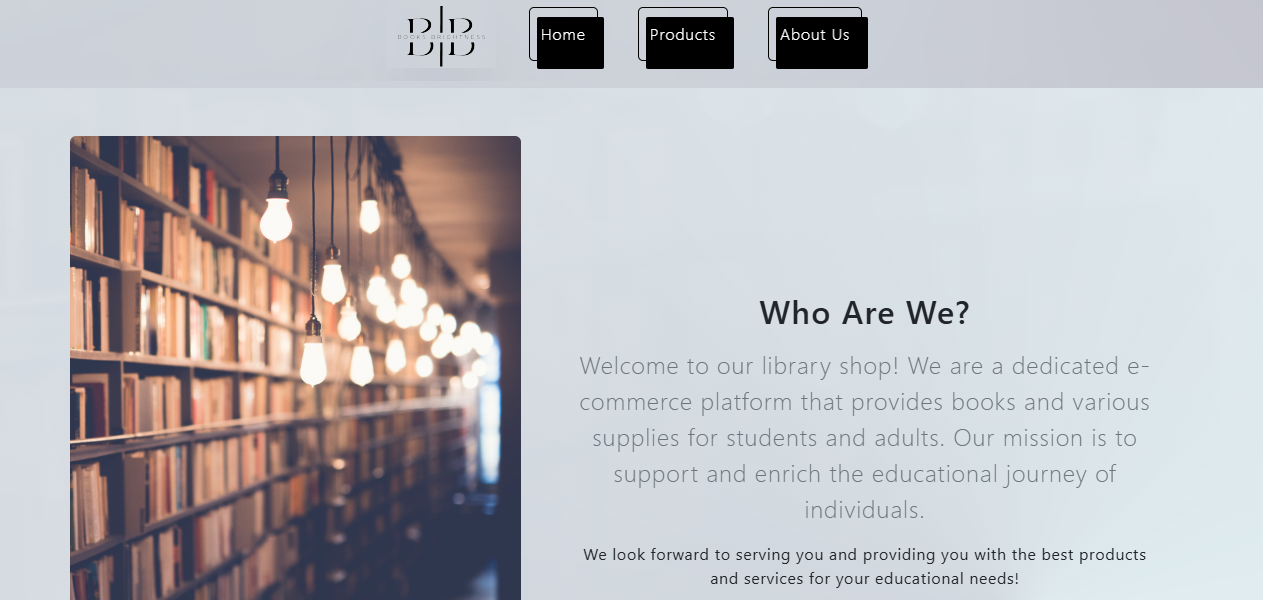 B|B
BOOKS BRIGHTNESS
Home
Products
About Us
Who Are We?
Welcome to our library shop! We are a dedicated e-
commerce platform that provides books and various
supplies for students and adults. Our mission is to
support and enrich the educational journey of
individuals.
We look forward to serving you and providing you with the best products
and services for your educational needs!